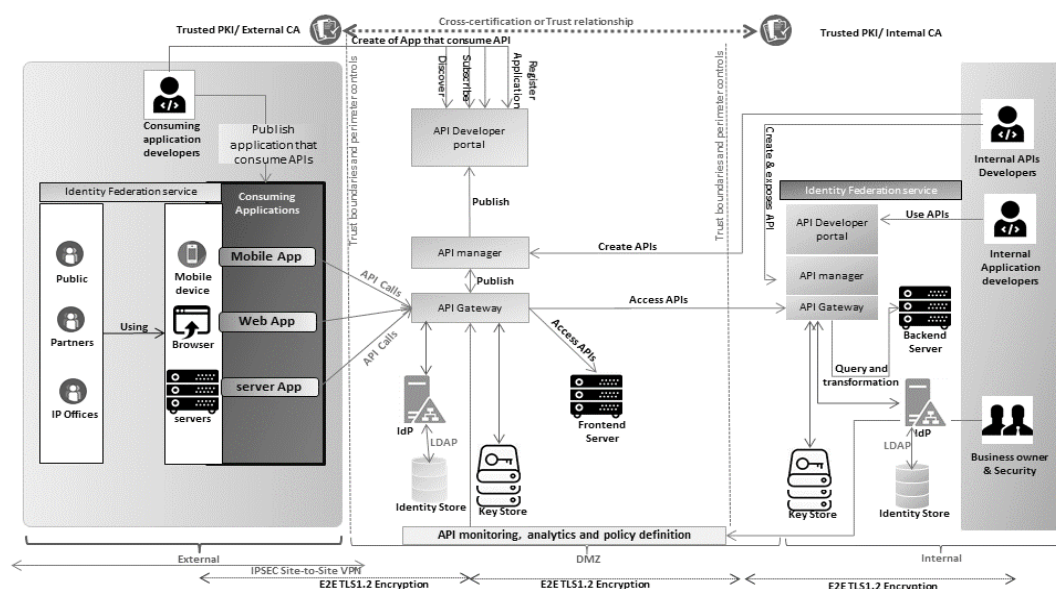 Cross-certification or Trust relationship
Trusted PKI/ External CA
Trusted PKI/ Internal CA
Create of App that consume API
Discover
Subscribe
Register
Application
Consuming
application
developers
Publish
application that
consume APIs
Trust boundaries and perimeter controls
API Developer
portal
Trust boundaries and perimeter controls
Create & exposes API
Internal APIs
Developers
Identity Federation service
Consuming
Applications
Identity Federation service
Publish
API Developer
portal
Use APIs
Internal
Application
developers
Public
Mobile
device
Mobile App
API manager
Create APIs
API manager
API Calls
Publish
Partners
Using
Browser
Web App
API Gateway
Access APIs
API Gateway
Backend
Server
API Calls
Access APIs
Query and
transformation
IP Offices
servers
server App
IdP
Frontend
Server
IdP
LDAP
LDAP
Business owner
& Security
Identity Store
Key Store
Key Store
Identity Store
API monitoring, analytics and policy definition
External
DMZ
Internal
IPSEC Site-to-Site VPN
E2E TLS1.2 Encryption
E2E TLS1.2 Encryption
E2E TLS1.2 Encryption